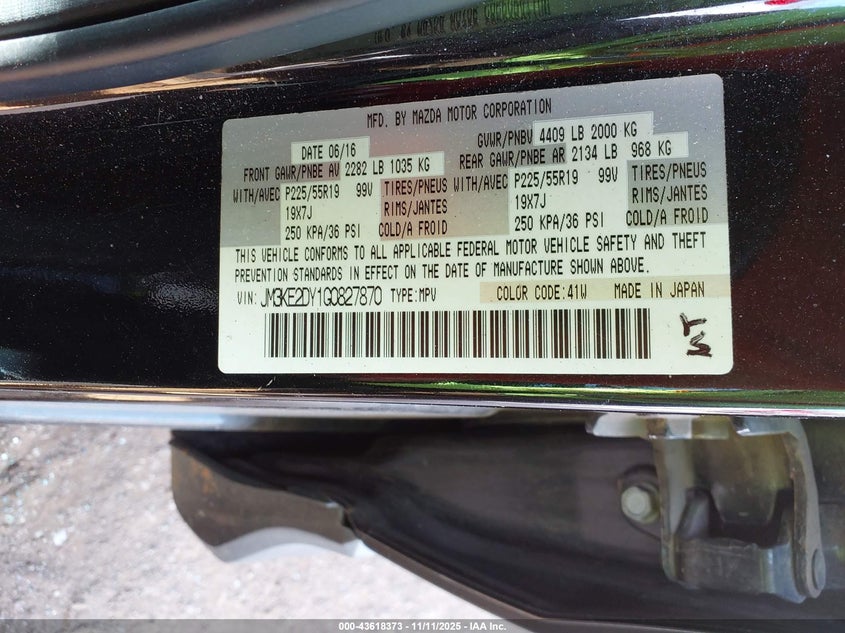 MFD. BY MAZDA MOTOR CORPORATION
DATE 06/16 GVWR/PNBV 4409 LB 2000 KG
FRONT GAWR/PNBE AV 2282 LB 1035 KG REAR GAWR/PNBE AR 2134 LB 968 KG
WITH/AVEC P225/55R19 99V TIRES/PNEUS WITH/AVEC P225/55R19 99V TIRES/PNEUS
19X7J RIMS/JANTES 19X7J RIMS/JANTES
250 KPA/36 PSI COLD/A FROID 250 KPA/36 PSI COLD/A FROID
THIS VEHICLE CONFORMS TO ALL APPLICABLE FEDERAL MOTOR VEHICLE SAFETY AND THEFT
PREVENTION STANDARDS IN EFFECT ON THE DATE OF MANUFACTURE SHOWN ABOVE.
VIN: JM3KE2DY1G0827870 TYPE:MPV COLOR CODE:41W MADE IN JAPAN
000-43618373 - 11/11/2025 - IAA Inc.